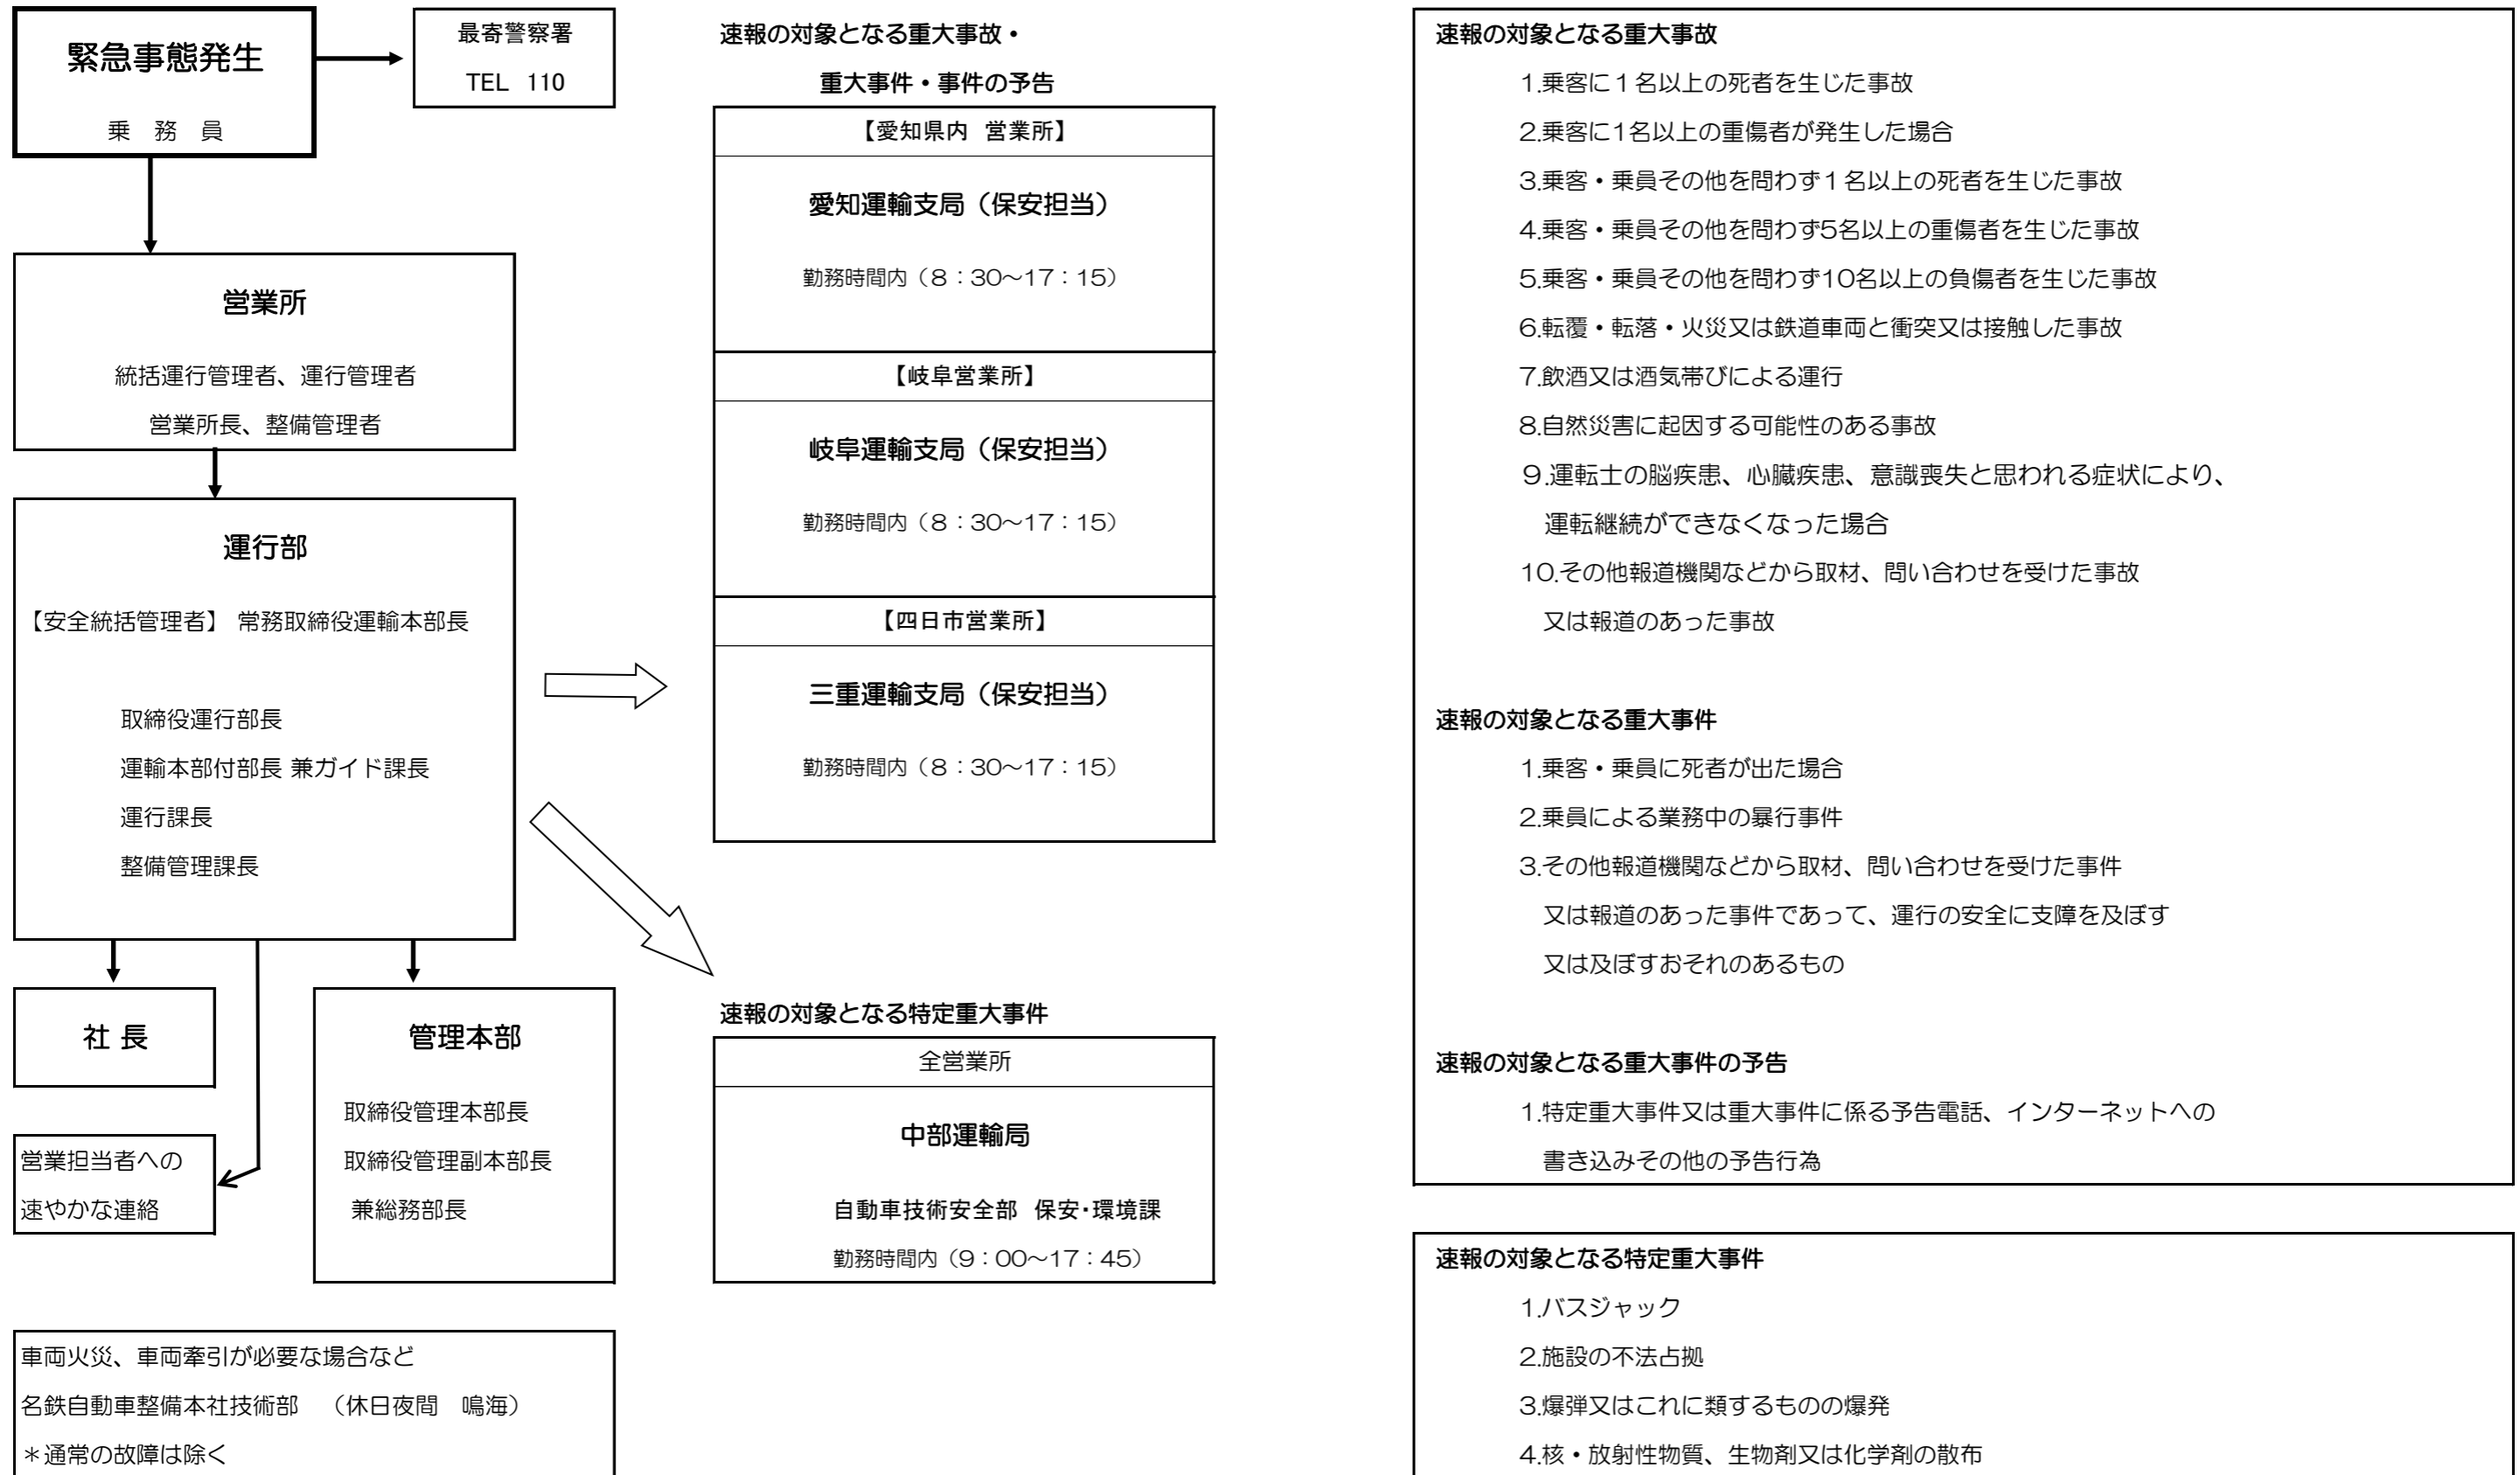 緊急事態発生
乗 務 員
最寄警察署
TEL 110
営業所
統括運行管理者、運行管理者
営業所長、整備管理者
運行部
【安全統括管理者】 常務取締役運輸本部長
取締役運行部長
運輸本部付部長 兼ガイド課長
運行課長
整備管理課長
社 長
営業担当者への
速やかな連絡
管理本部
取締役管理本部長
取締役管理副本部長
兼総務部長
車両火災、車両牽引が必要な場合など
名鉄自動車整備本社技術部 （休日夜間 鳴海）
＊通常の故障は除く
速報の対象となる重大事故・
重大事件・事件の予告
【愛知県内 営業所】
愛知運輸支局（保安担当）
勤務時間内（8：30～17：15）
【岐阜営業所】
岐阜運輸支局（保安担当）
勤務時間内（8：30～17：15）
【四日市営業所】
三重運輸支局（保安担当）
勤務時間内（8：30～17：15）
速報の対象となる特定重大事件
全営業所
中部運輸局
自動車技術安全部 保安・環境課
勤務時間内（9：00～17：45）
速報の対象となる重大事故
1.乗客に１名以上の死者を生じた事故
2.乗客に1名以上の重傷者が発生した場合
3.乗客・乗員その他を問わず１名以上の死者を生じた事故
4.乗客・乗員その他を問わず5名以上の重傷者を生じた事故
5.乗客・乗員その他を問わず10名以上の負傷者を生じた事故
6.転覆・転落・火災又は鉄道車両と衝突又は接触した事故
7.飲酒又は酒気帯びによる運行
8.自然災害に起因する可能性のある事故
９.運転士の脳疾患、心臓疾患、意識喪失と思われる症状により、
運転継続ができなくなった場合
10.その他報道機関などから取材、問い合わせを受けた事故
又は報道のあった事故
速報の対象となる重大事件
1.乗客・乗員に死者が出た場合
2.乗員による業務中の暴行事件
3.その他報道機関などから取材、問い合わせを受けた事件
又は報道のあった事件であって、運行の安全に支障を及ぼす
又は及ぼすおそれのあるもの
速報の対象となる重大事件の予告
1.特定重大事件又は重大事件に係る予告電話、インターネットへの
書き込みその他の予告行為
速報の対象となる特定重大事件
1.バスジャック
2.施設の不法占拠
3.爆弾又はこれに類するものの爆発
4.核・放射性物質、生物剤又は化学剤の散布